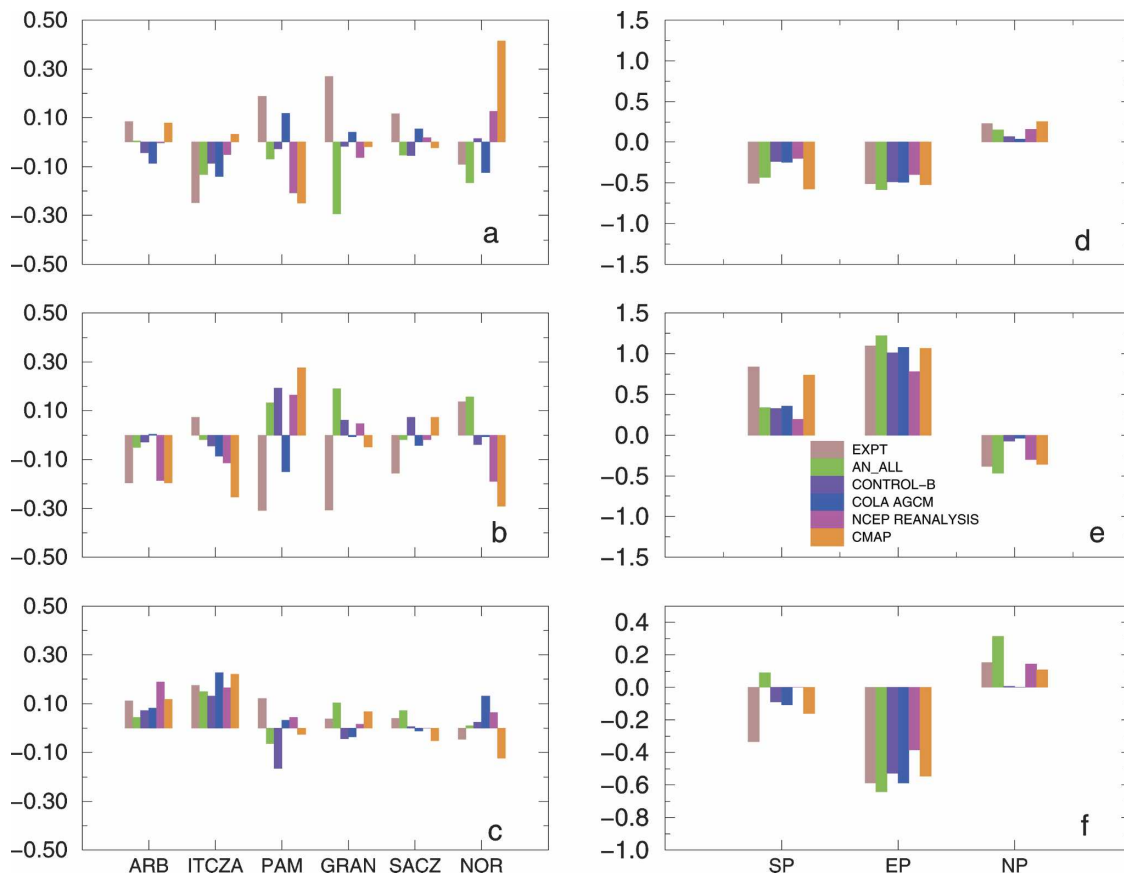 0.50
0.30
0.10
−0.10
−0.30
−0.50
a
1.5
1.0
0.5
0.0
−0.5
−1.0
−1.5
d
0.50
0.30
0.10
−0.10
−0.30
−0.50
b
1.5
1.0
0.5
0.0
−0.5
−1.0
−1.5
EXPT
AN_ALL
CONTROL−B
COLA AGCM
NCEP REANALYSIS
CMAP
e
0.50
0.30
0.10
−0.10
−0.30
−0.50
c
ARB ITCZA PAM GRAN SACZ NOR
0.4
0.2
0.0
−0.2
−0.4
−0.6
−0.8
−1.0
f
SP EP NP